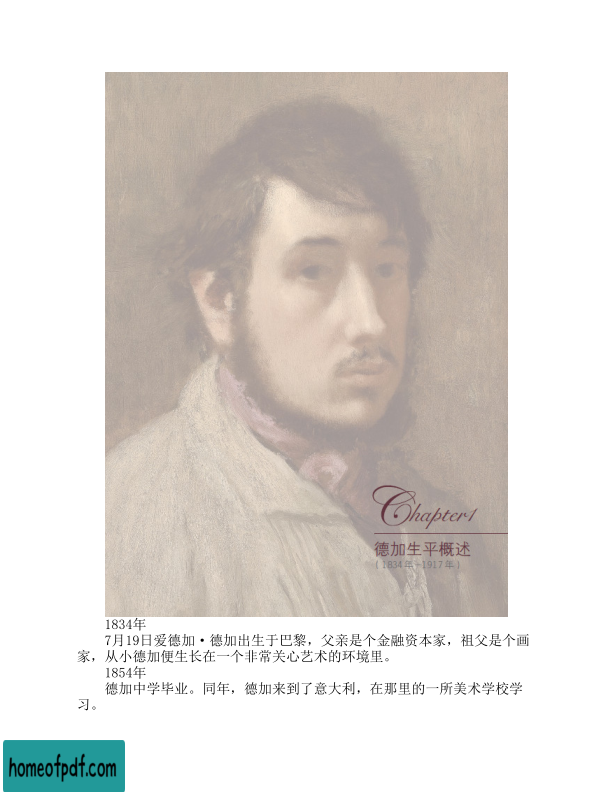 Chapter1
德加生平概述
（1834年-1917年）
1834年
7月19日爱德加·德加出生于巴黎，父亲是个金融资本家，祖父是个画
家，从小德加便生长在一个非常关心艺术的环境里。
1854年
德加中学毕业。同年，德加来到了意大利，在那里的一所美术学校学
习。
homeofpdf.com